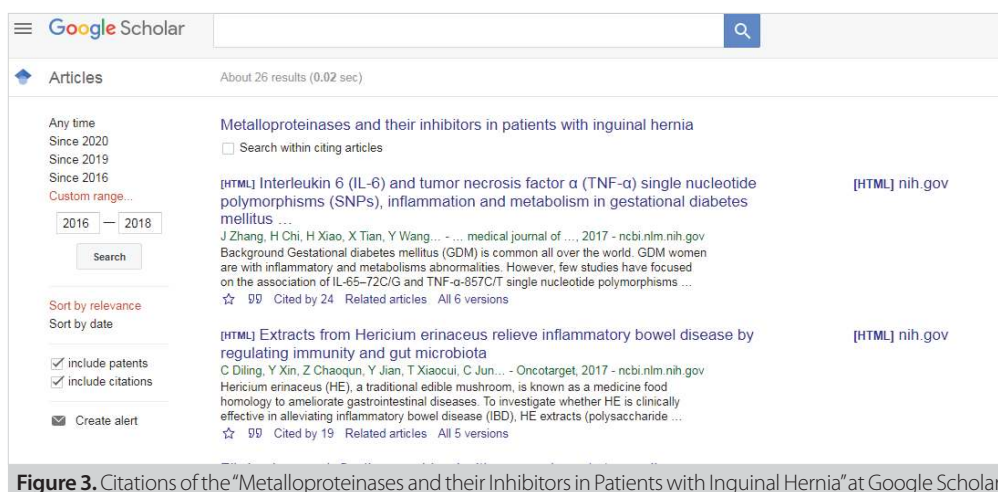 Google Scholar
Articles
About 26 results (0.02 sec)
Any time
Since 2020
Since 2019
Since 2016
Custom range...
2016 — 2018
Search
Sort by relevance
Sort by date
include patents
include citations
Create alert
Metalloproteinases and their inhibitors in patients with inguinal hernia
Search within citing articles
[HTML] Interleukin 6 (IL-6) and tumor necrosis factor α (TNF-α) single nucleotide
polymorphisms (SNPs), inflammation and metabolism in gestational diabetes
mellitus ...
J Zhang, H Chi, H Xiao, X Tian, Y Wang... - ... medical journal of ..., 2017 - ncbi.nlm.nih.gov
Background Gestational diabetes mellitus (GDM) is common all over the world. GDM women
are with inflammatory and metabolisms abnormalities. However, few studies have focused
on the association of IL-65–72C/G and TNF-α-857C/T single nucleotide polymorphisms ...
Cited by 24 Related articles All 6 versions
[HTML] nih.gov
[HTML] Extracts from Hericium erinaceus relieve inflammatory bowel disease by
regulating immunity and gut microbiota
C Diling, Y Xin, Z Chaoqun, Y Jian, T Xiaocui, C Jun... - Oncotarget, 2017 - ncbi.nlm.nih.gov
Hericium erinaceus (HE), a traditional edible mushroom, is known as a medicine food
homology to ameliorate gastrointestinal diseases. To investigate whether HE is clinically
effective in alleviating inflammatory bowel disease (IBD), HE extracts (polysaccharide ...
Cited by 19 Related articles All 5 versions
[HTML] nih.gov
Figure 3. Citations of the "Metalloproteinases and their Inhibitors in Patients with Inguinal Hernia" at Google Scholar